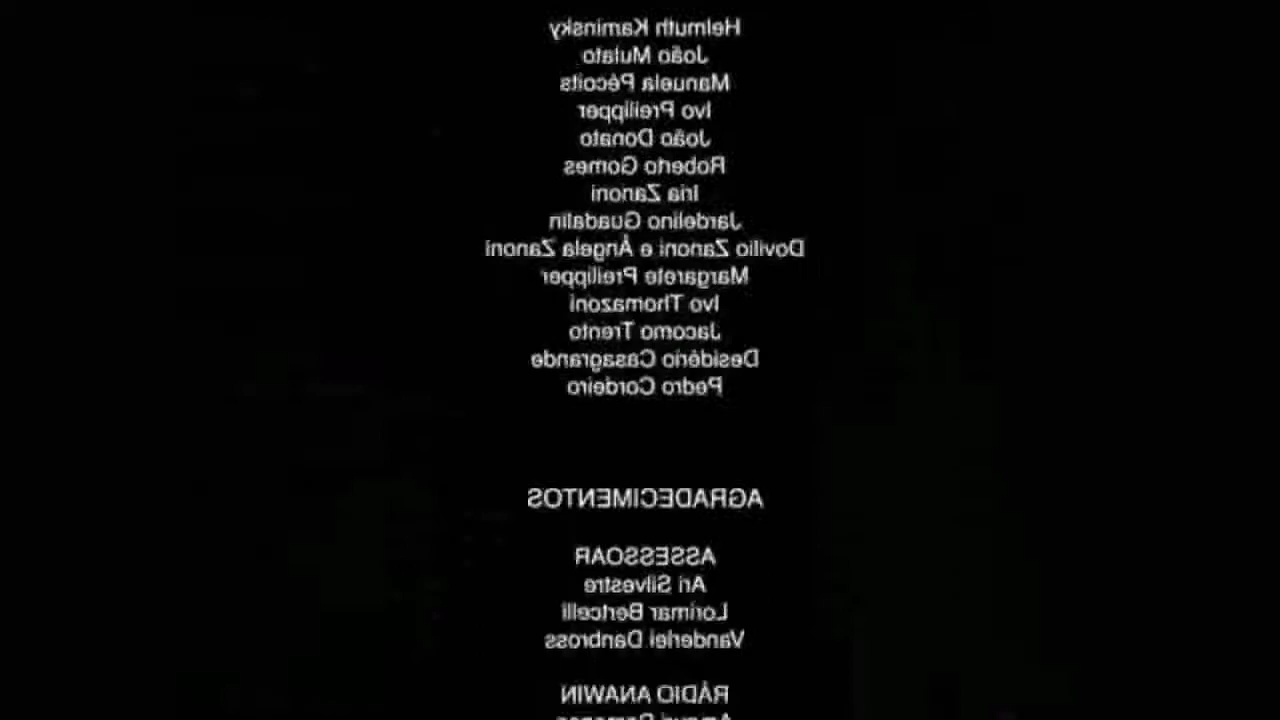 Helmuth Kaminsky
João Mulato
Manuela Pécoits
Ivo Preilipper
João Donato
Roberto Gomes
Iria Zanoni
Jardelino Guadalin
Dovilio Zanoni e Ângela Zanoni
Margarete Preilipper
Ivo Thomazoni
Jacomo Trento
Desidério Casagrande
Pedro Cordeiro
AGRADECIMENTOS
ASSESSOAR
Ari Silvestre
Lorimar Bertcelli
Vanderlei Danbross
RÁDIO ANAWIN